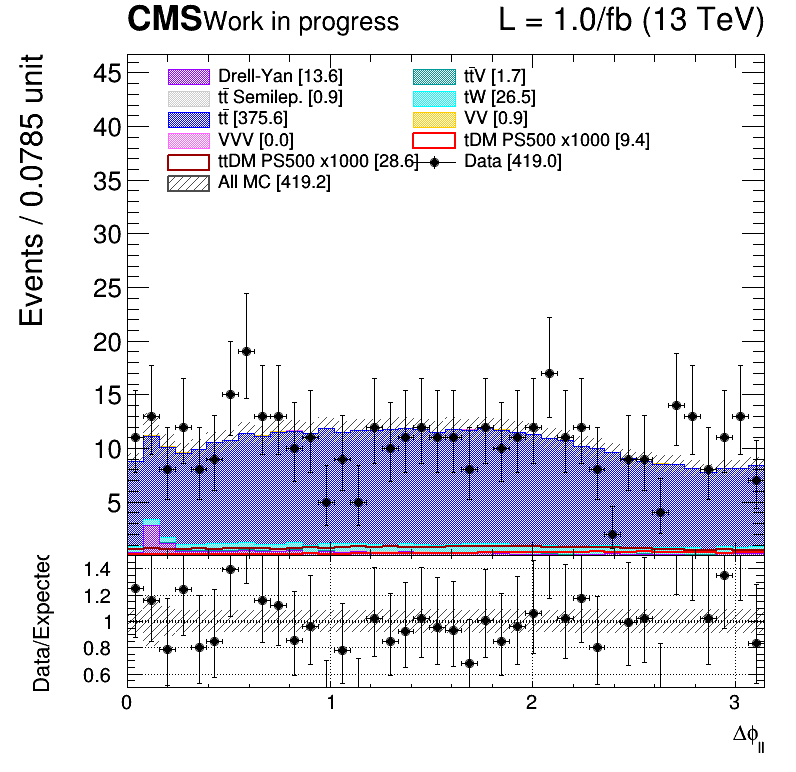 CMS Work in progress L = 1.0/fb (13 TeV)
Events / 0.0785 unit
45
40
35
30
25
20
15
10
5
Drell-Yan [13.6] tt̄V [1.7]
tt̄ Semilep. [0.9] tW [26.5]
tt̄ [375.6] VV [0.9]
VVV [0.0] tDM PS500 x1000 [9.4]
ttDM PS500 x1000 [28.6] Data [419.0]
All MC [419.2]
Data/Expected
1.4
1.2
1
0.8
0.6
0 1 2 3
Δϕll